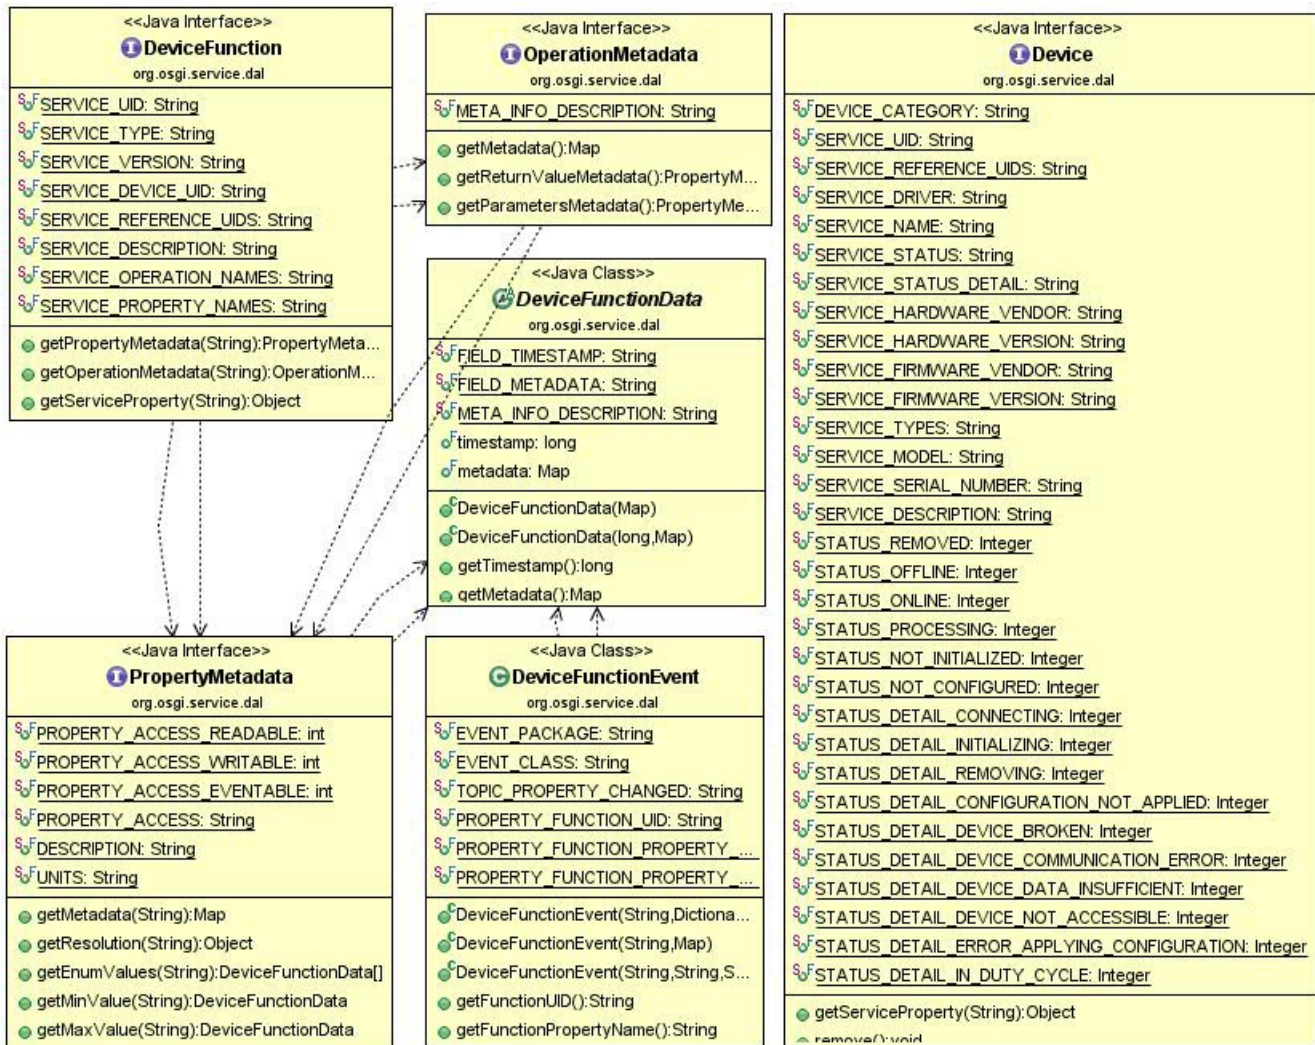 <<Java Interface>>
DeviceFunction
org.osgi.service.dal
SERVICE_UID: String
SERVICE_TYPE: String
SERVICE_VERSION: String
SERVICE_DEVICE_UID: String
SERVICE_REFERENCE_UIDS: String
SERVICE_DESCRIPTION: String
SERVICE_OPERATION_NAMES: String
SERVICE_PROPERTY_NAMES: String
getPropertyMetadata(String):PropertyMeta...
getOperationMetadata(String):OperationM...
getServiceProperty(String):Object
<<Java Interface>>
OperationMetadata
org.osgi.service.dal
META_INFO_DESCRIPTION: String
getMetadata():Map
getReturnValueMetadata():PropertyM...
getParametersMetadata():PropertyMe...
<<Java Class>>
DeviceFunctionData
org.osgi.service.dal
FIELD_TIMESTAMP: String
FIELD_METADATA: String
META_INFO_DESCRIPTION: String
timestamp: long
metadata: Map
DeviceFunctionData(Map)
DeviceFunctionData(long,Map)
getTimestamp():long
getMetadata():Map
<<Java Interface>>
PropertyMetadata
org.osgi.service.dal
PROPERTY_ACCESS_READABLE: int
PROPERTY_ACCESS_WRITABLE: int
PROPERTY_ACCESS_EVENTABLE: int
PROPERTY_ACCESS: String
DESCRIPTION: String
UNITS: String
getMetadata(String):Map
getResolution(String):Object
getEnumValues(String):DeviceFunctionData[]
getMinValue(String):DeviceFunctionData
getMaxValue(String):DeviceFunctionData
<<Java Class>>
DeviceFunctionEvent
org.osgi.service.dal
EVENT_PACKAGE: String
EVENT_CLASS: String
TOPIC_PROPERTY_CHANGED: String
PROPERTY_FUNCTION_UID: String
PROPERTY_FUNCTION_PROPERTY_...
PROPERTY_FUNCTION_PROPERTY_...
DeviceFunctionEvent(String,Dictiona...
DeviceFunctionEvent(String,Map)
DeviceFunctionEvent(String,String,S...
getFunctionUID():String
getFunctionPropertyName():String
<<Java Interface>>
Device
org.osgi.service.dal
DEVICE_CATEGORY: String
SERVICE_UID: String
SERVICE_REFERENCE_UIDS: String
SERVICE_DRIVER: String
SERVICE_NAME: String
SERVICE_STATUS: String
SERVICE_STATUS_DETAIL: String
SERVICE_HARDWARE_VENDOR: String
SERVICE_HARDWARE_VERSION: String
SERVICE_FIRMWARE_VENDOR: String
SERVICE_FIRMWARE_VERSION: String
SERVICE_TYPES: String
SERVICE_MODEL: String
SERVICE_SERIAL_NUMBER: String
SERVICE_DESCRIPTION: String
STATUS_REMOVED: Integer
STATUS_OFFLINE: Integer
STATUS_ONLINE: Integer
STATUS_PROCESSING: Integer
STATUS_NOT_INITIALIZED: Integer
STATUS_NOT_CONFIGURED: Integer
STATUS_DETAIL_CONNECTING: Integer
STATUS_DETAIL_INITIALIZING: Integer
STATUS_DETAIL_REMOVING: Integer
STATUS_DETAIL_CONFIGURATION_NOT_APPLIED: Integer
STATUS_DETAIL_DEVICE_BROKEN: Integer
STATUS_DETAIL_DEVICE_COMMUNICATION_ERROR: Integer
STATUS_DETAIL_DEVICE_DATA_INSUFFICIENT: Integer
STATUS_DETAIL_DEVICE_NOT_ACCESSIBLE: Integer
STATUS_DETAIL_ERROR_APPLYING_CONFIGURATION: Integer
STATUS_DETAIL_IN_DUTY_CYCLE: Integer
getServiceProperty(String):Object
remove():void